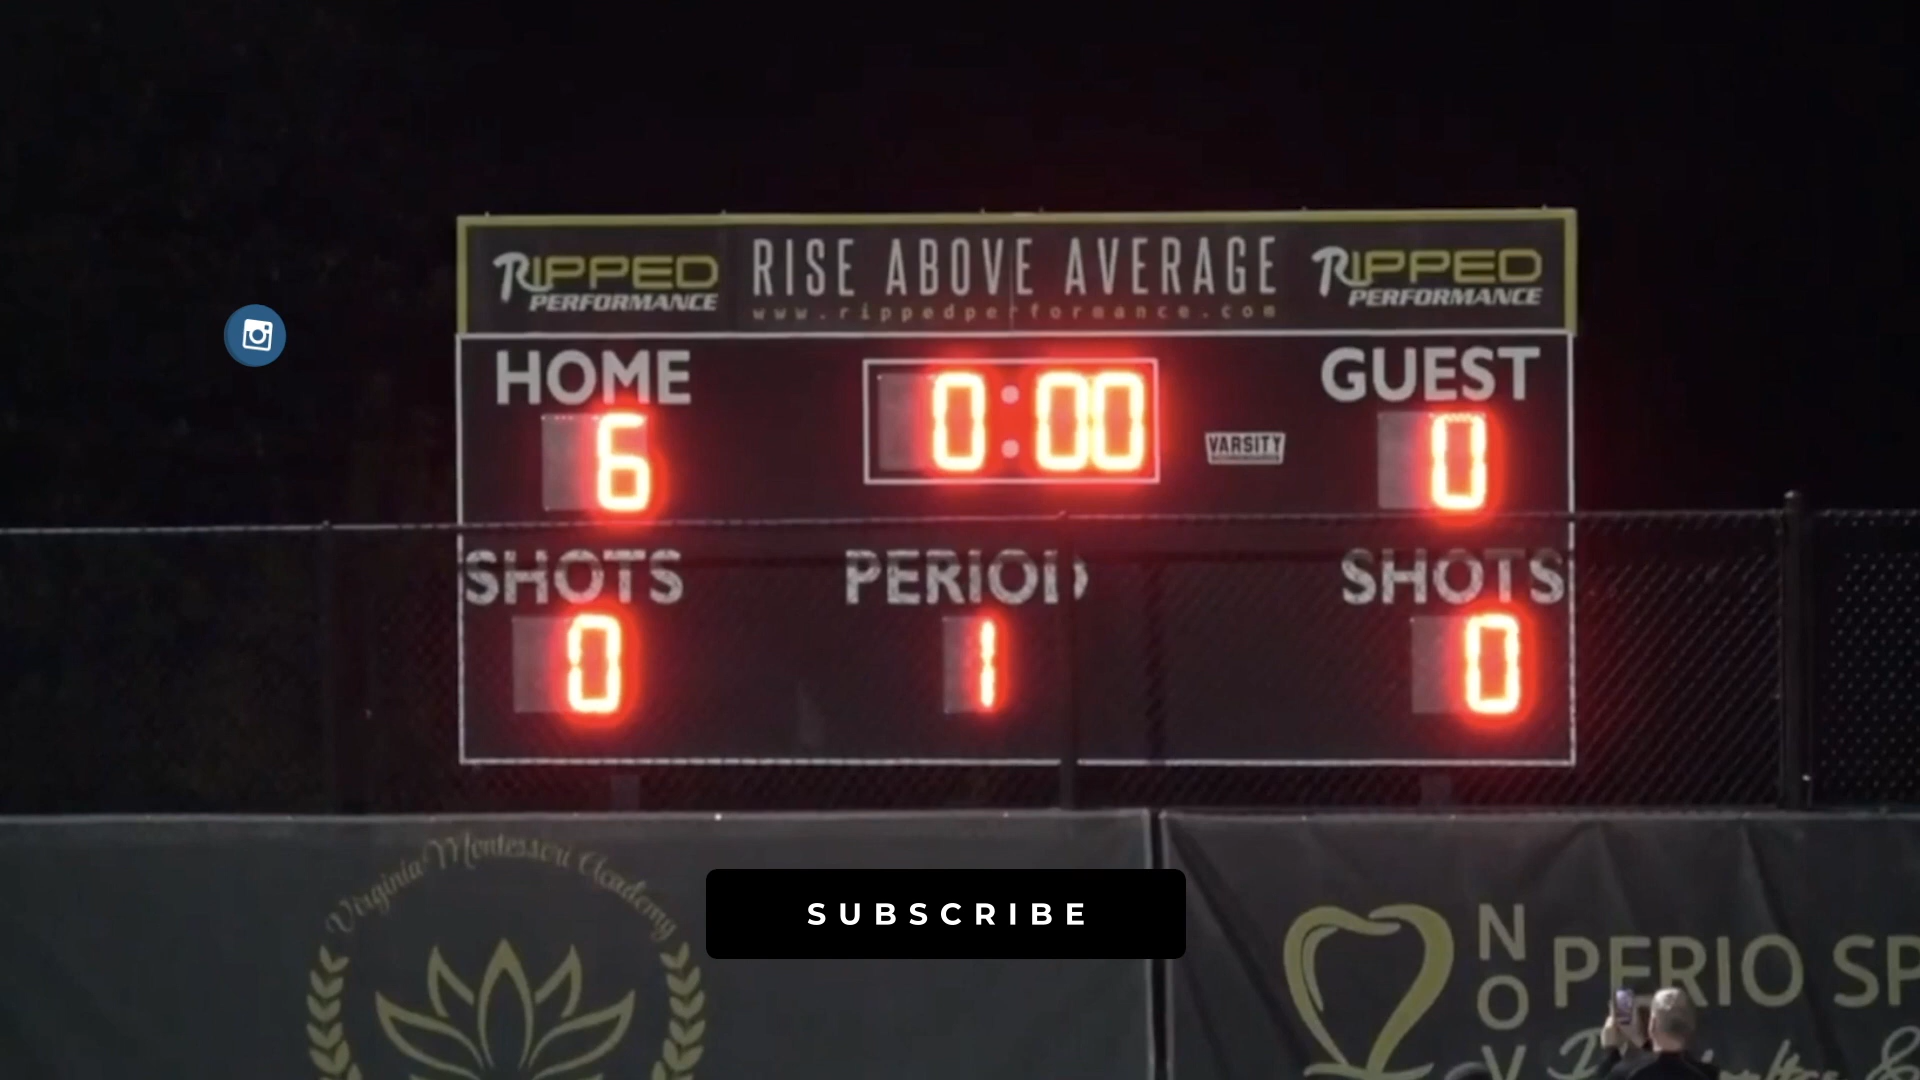 RIPPED
PERFORMANCE
RISE ABOVE AVERAGE
www.rippedperformance.com
RIPPED
PERFORMANCE
HOME
0:00
GUEST
6
VARSITY
0
SHOTS
PERIOD
SHOTS
0
1
0
Virginia Montessori Academy
SUBSCRIBE
NOV
PERIO SP